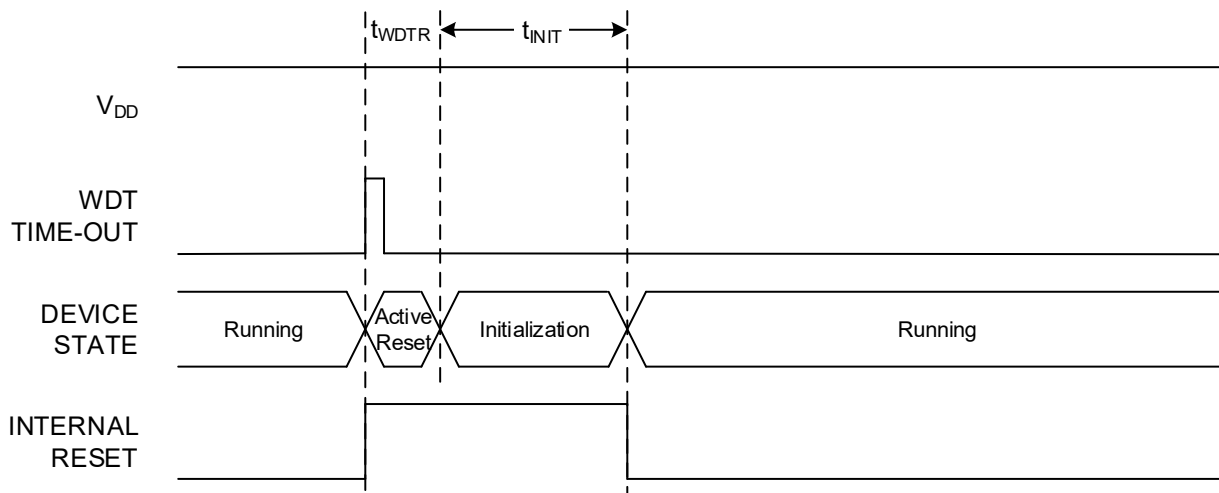 tWDTR tINIT
VDD
WDT
TIME-OUT
DEVICE
STATE
Running
Active
Reset
Initialization
Running
INTERNAL
RESET